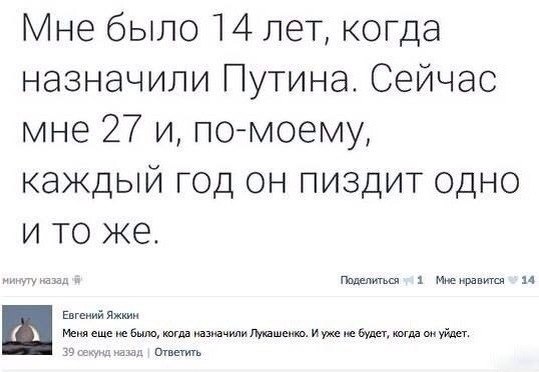 Мне было 14 лет, когда
назначили Путина. Сейчас
мне 27 и, по-моему,
каждый год он пиздит одно
и то же.
минуту назад
Поделиться 1 Мне нравится 14
Евгений Яжкин
Меня еще не было, когда назначили Лукашенко. И уже не будет, когда он уйдет.
39 секунд назад | Ответить